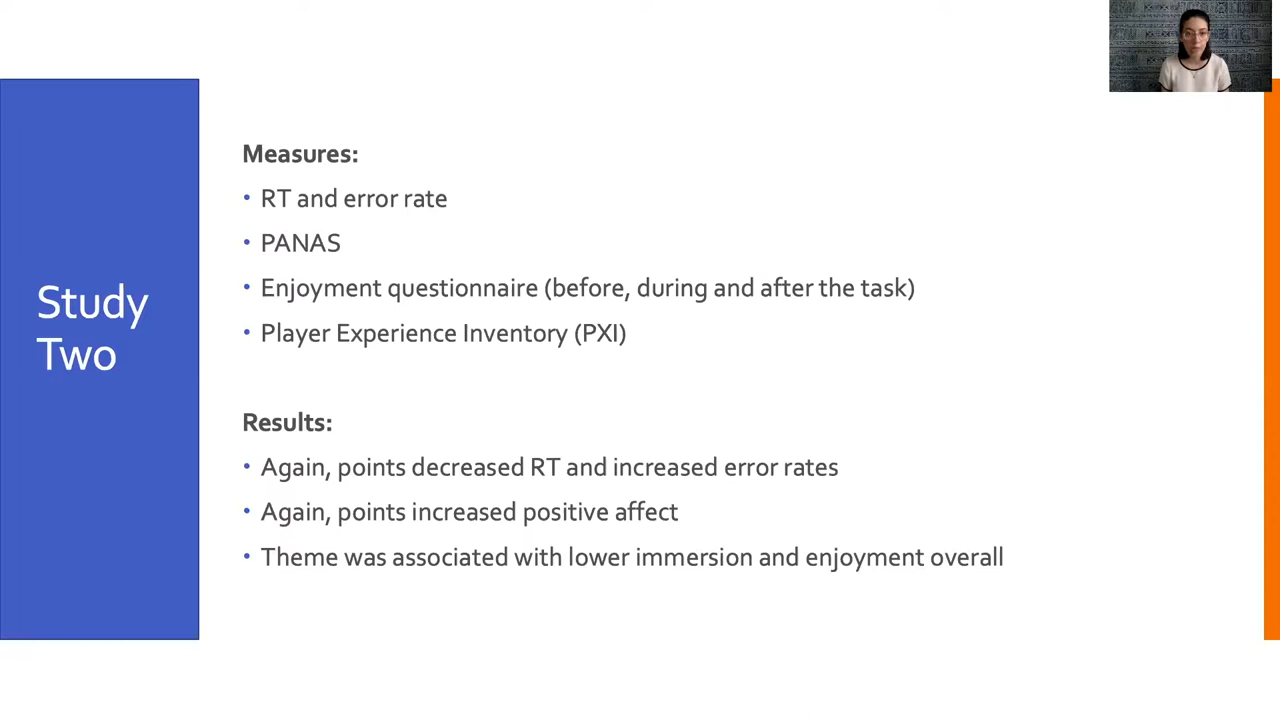 Study
Two
Measures:
• RT and error rate
• PANAS
• Enjoyment questionnaire (before, during and after the task)
• Player Experience Inventory (PXI)
Results:
• Again, points decreased RT and increased error rates
• Again, points increased positive affect
• Theme was associated with lower immersion and enjoyment overall